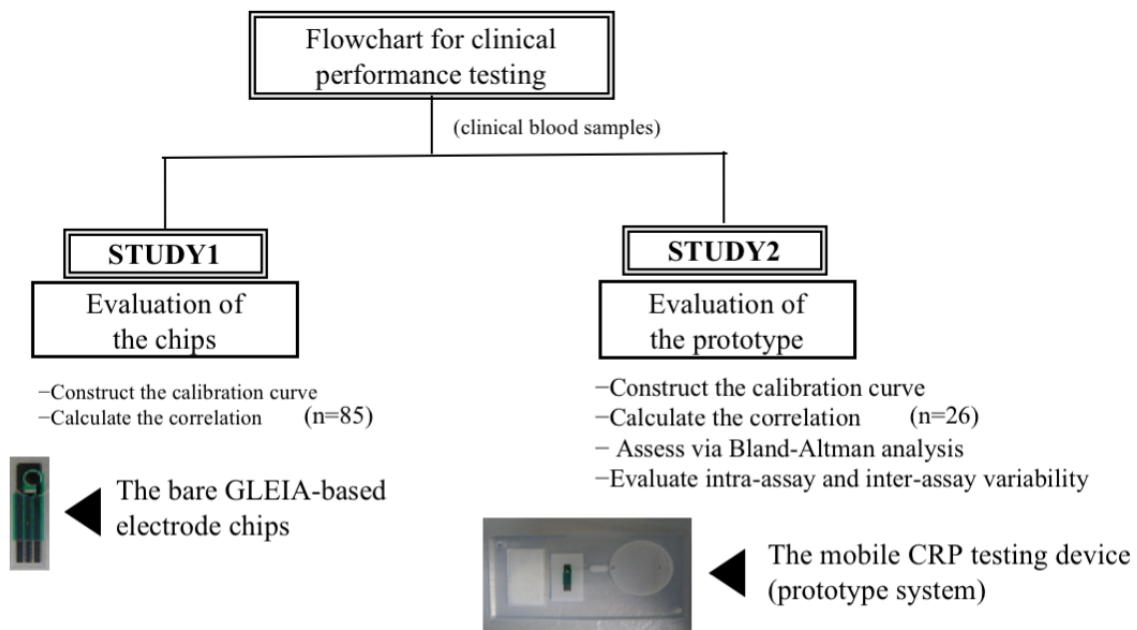 Flowchart for clinical
performance testing
(clinical blood samples)
STUDY1
Evaluation of
the chips
−Construct the calibration curve
−Calculate the correlation (n=85)
The bare GLEIA-based
electrode chips
STUDY2
Evaluation of
the prototype
−Construct the calibration curve
−Calculate the correlation (n=26)
− Assess via Bland-Altman analysis
−Evaluate intra-assay and inter-assay variability
The mobile CRP testing device
(prototype system)